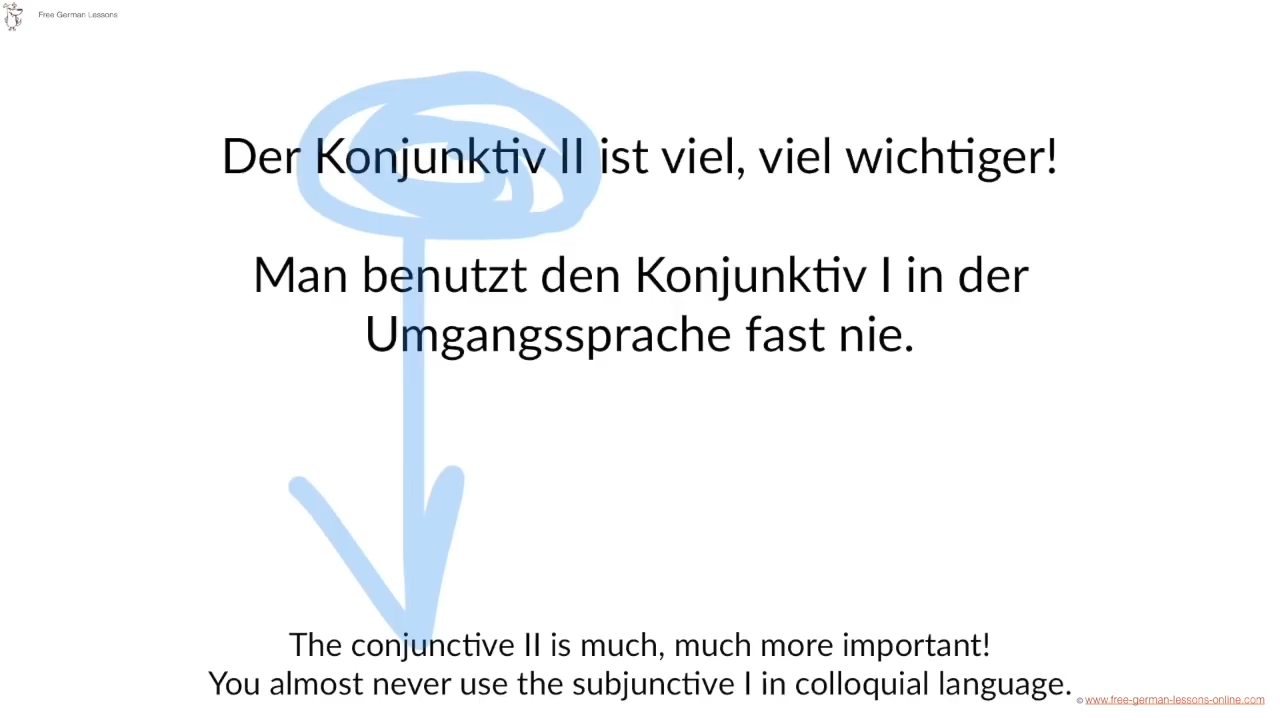 Free German Lessons
Der Konjunktiv II ist viel, viel wichtiger!
Man benutzt den Konjunktiv I in der
Umgangssprache fast nie.
The conjunctive II is much, much more important!
You almost never use the subjunctive I in colloquial language.
© www.free-german-lessons-online.com